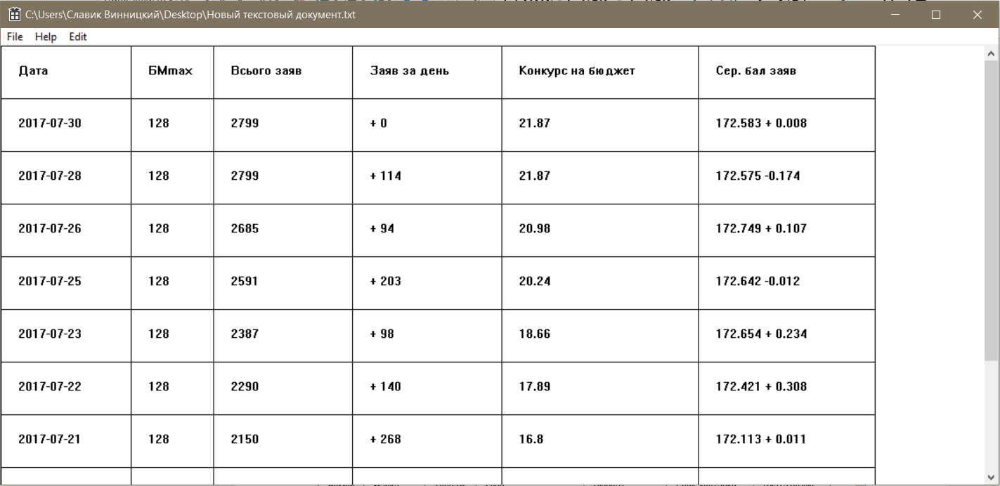 C:\Users\Славик Винницкий\Desktop\Новый текстовый документ.txt
File Help Edit
Дата БМmax Всього заяв Заяв за день Конкурс на бюджет Сер. бал заяв
2017-07-30 128 2799 + 0 21.87 172.583 + 0.008
2017-07-28 128 2799 + 114 21.87 172.575 -0.174
2017-07-26 128 2685 + 94 20.98 172.749 + 0.107
2017-07-25 128 2591 + 203 20.24 172.642 -0.012
2017-07-23 128 2387 + 98 18.66 172.654 + 0.234
2017-07-22 128 2290 + 140 17.89 172.421 + 0.308
2017-07-21 128 2150 + 268 16.8 172.113 + 0.011